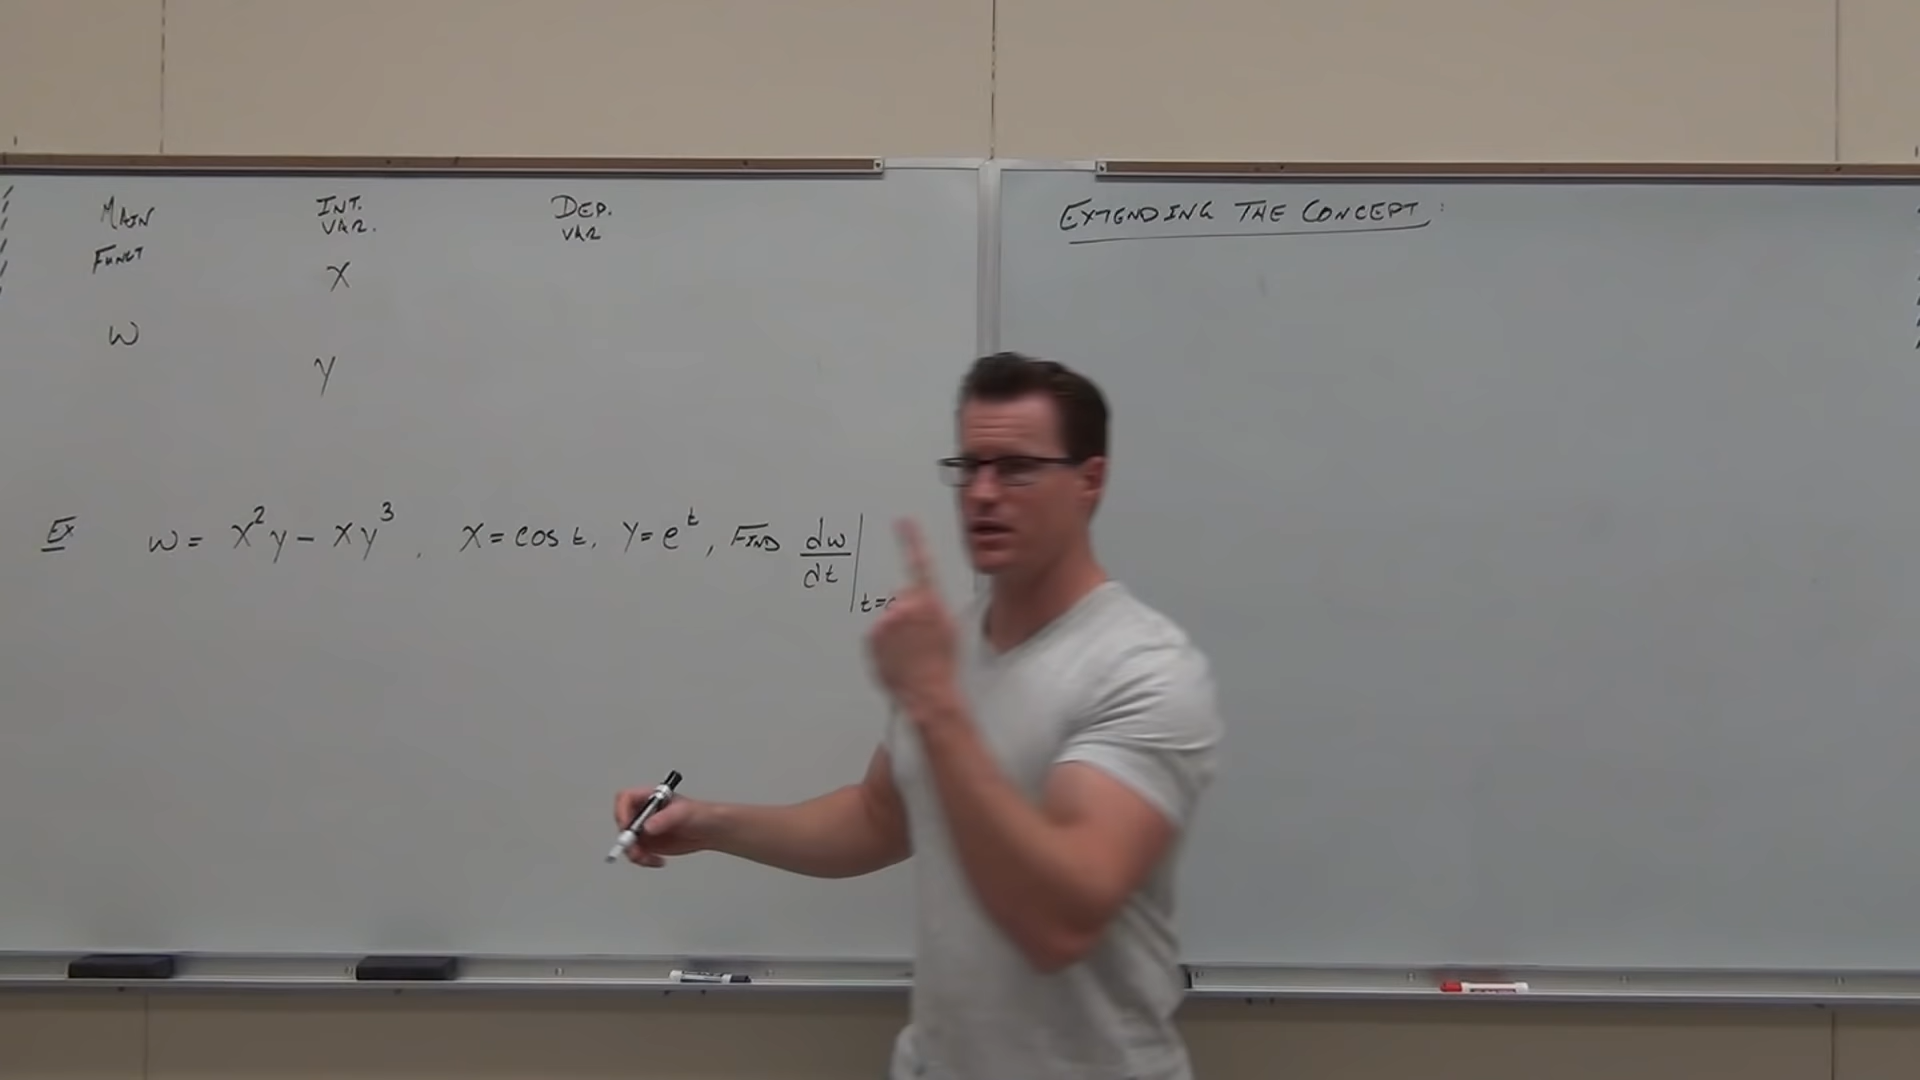 MAIN
FUNCT
W
INT.
VAR.
X
Y
DEP.
VAR
EX W = X²Y - XY³, X = COS t, Y = e^t, FIND dw/dt | t=
EXTENDING THE CONCEPT: